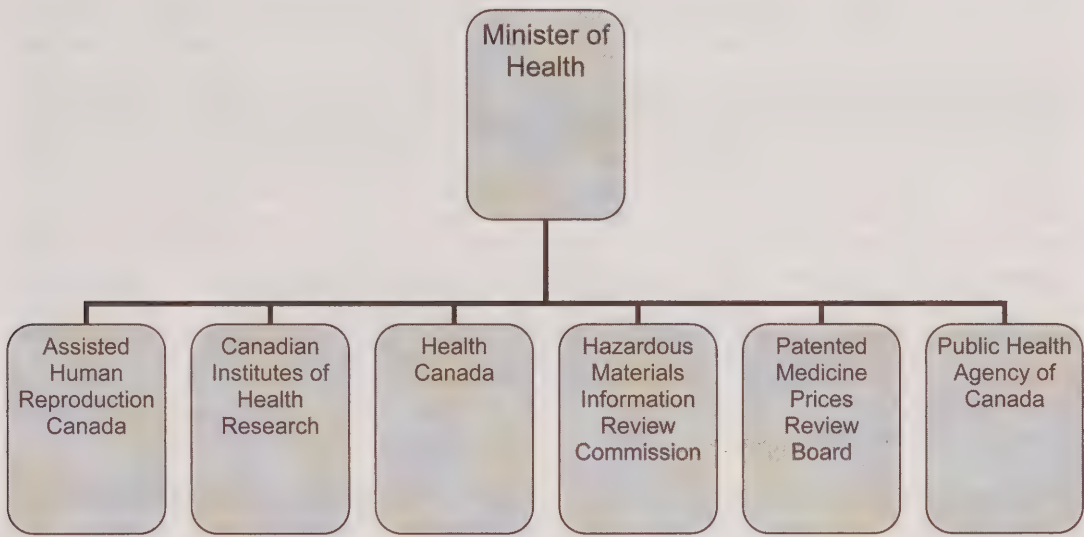 Minister of
Health
Assisted
Human
Reproduction
Canada
Canadian
Institutes of
Health
Research
Health
Canada
Hazardous
Materials
Information
Review
Commission
Patented
Medicine
Prices
Review
Board
Public Health
Agency of
Canada